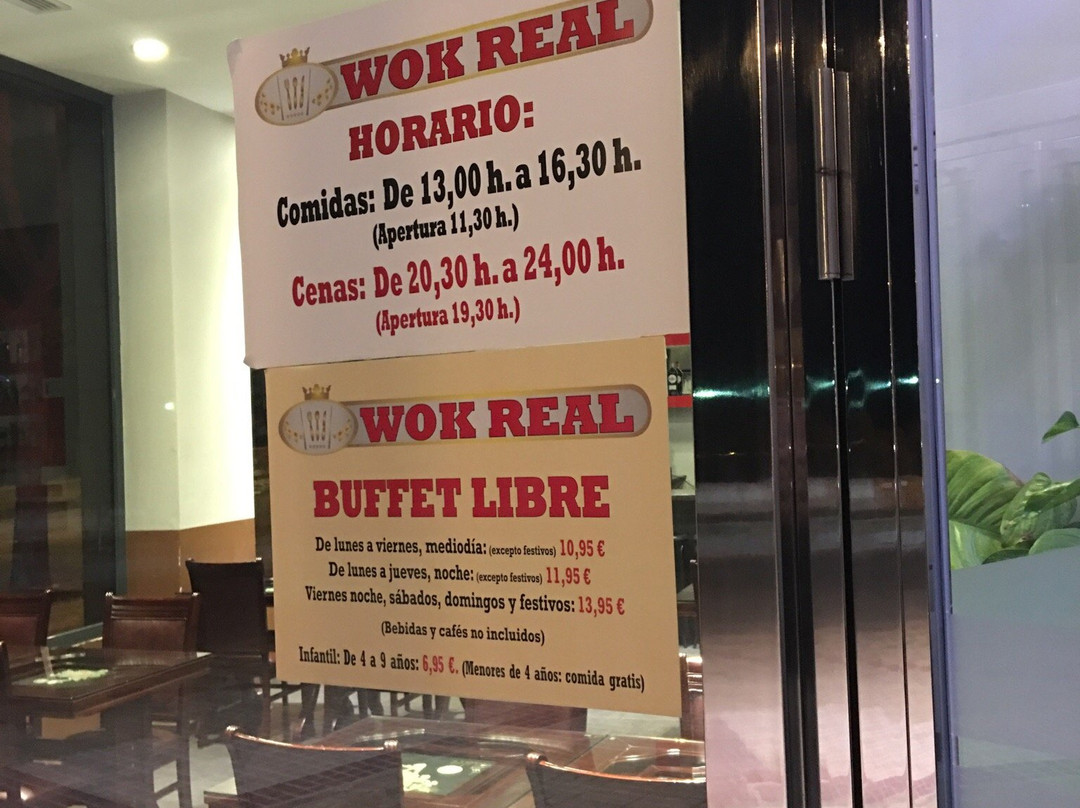 WOK REAL
HORARIO:
Comidas: De 13,00 h. a 16,30 h.
(Apertura 11,30 h.)
Cenas: De 20,30 h. a 24,00 h.
(Apertura 19,30 h.)
WOK REAL
BUFFET LIBRE
De lunes a viernes, mediodía: (excepto festivos) 10,95 €
De lunes a jueves, noche: (excepto festivos) 11,95 €
Viernes noche, sábados, domingos y festivos: 13,95 €
(Bebidas y cafés no incluidos)
Infantil: De 4 a 9 años: 6,95 €. (Menores de 4 años: comida gratis)